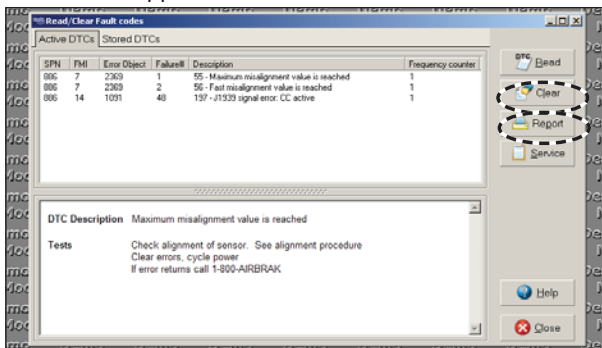 Read/Clear Fault codes
Active DTCs Stored DTCs
SPN FMI Error Object Failure# Description Frequency counter
886 7 2369 1 55 - Maximum misalignment value is reached 1
886 7 2369 2 56 - Fast misalignment value is reached 1
886 14 1091 48 197 - J1939 signal error: CC active 1
DTC Read
Clear
Report
Service
DTC Description Maximum misalignment value is reached
Tests Check alignment of sensor. See alignment procedure
Clear errors, cycle power
If error returns call 1-800-AIRBRAK
Help
Close